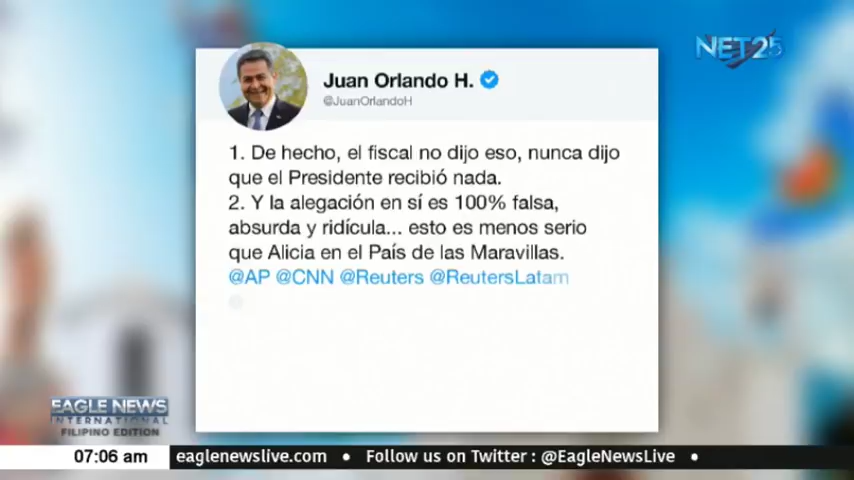 NET25
Juan Orlando H.
@JuanOrlandoH
1. De hecho, el fiscal no dijo eso, nunca dijo
que el Presidente recibió nada.
2. Y la alegación en sí es 100% falsa,
absurda y ridícula... esto es menos serio
que Alicia en el País de las Maravillas.
@AP @CNN @Reuters @ReutersLatam
EAGLE NEWS
INTERNATIONAL
FILIPINO EDITION
07:06 am eaglenewslive.com • Follow us on Twitter : @EagleNewsLive •